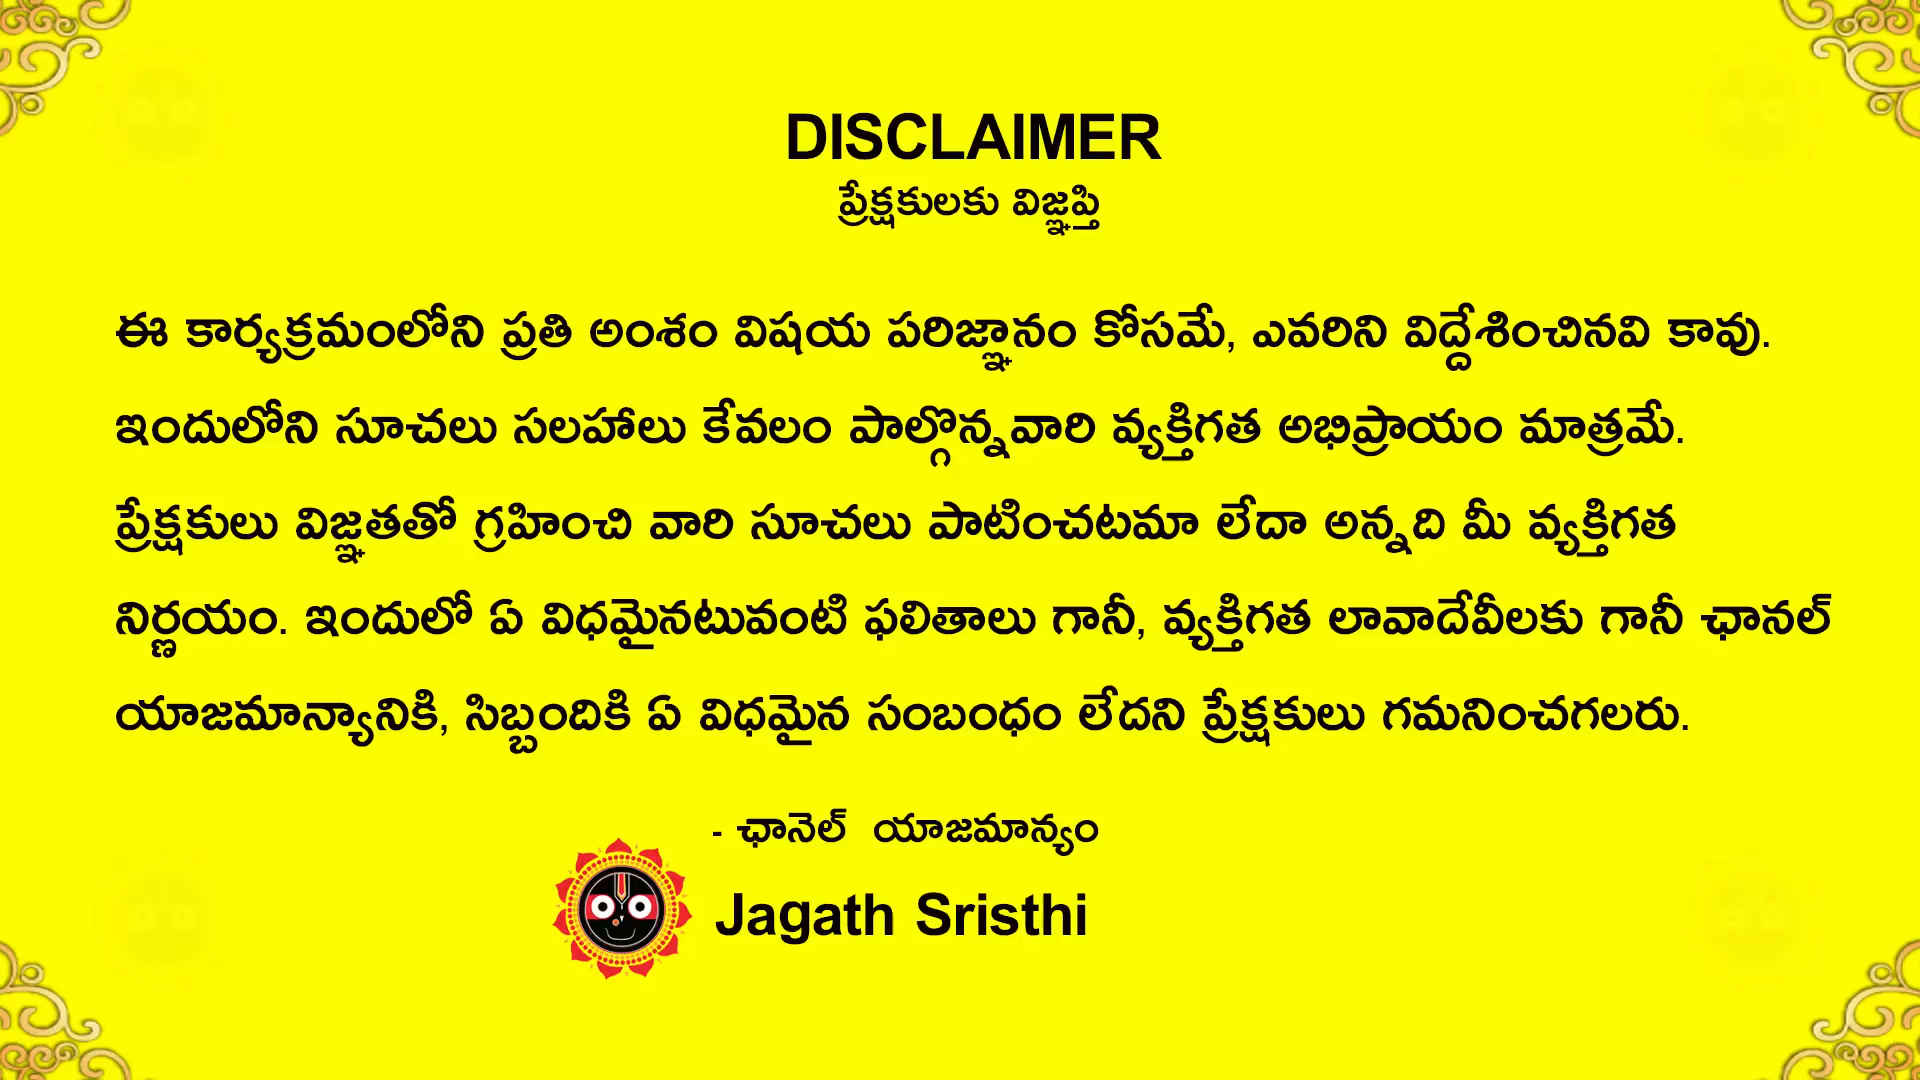 DISCLAIMER
ప్రేక్షకులకు విజ్ఞప్తి
ఈ కార్యక్రమంలోని ప్రతి అంశం విషయ పరిజ్ఞానం కోసమే, ఎవరిని విద్దేశించినవి కావు.
ఇందులోని సూచలు సలహాలు కేవలం పాల్గొన్నవారి వ్యక్తిగత అభిప్రాయం మాత్రమే.
ప్రేక్షకులు విజ్ఞతతో గ్రహించి వారి సూచలు పాటించటమా లేదా అన్నది మీ వ్యక్తిగత
నిర్ణయం. ఇందులో ఏ విధమైనటువంటి ఫలితాలు గానీ, వ్యక్తిగత లావాదేవీలకు గానీ ఛానల్
యాజమాన్యానికి, సిబ్బందికి ఏ విధమైన సంబంధం లేదని ప్రేక్షకులు గమనించగలరు.
- ఛానెల్ యాజమాన్యం
Jagath Sristhi